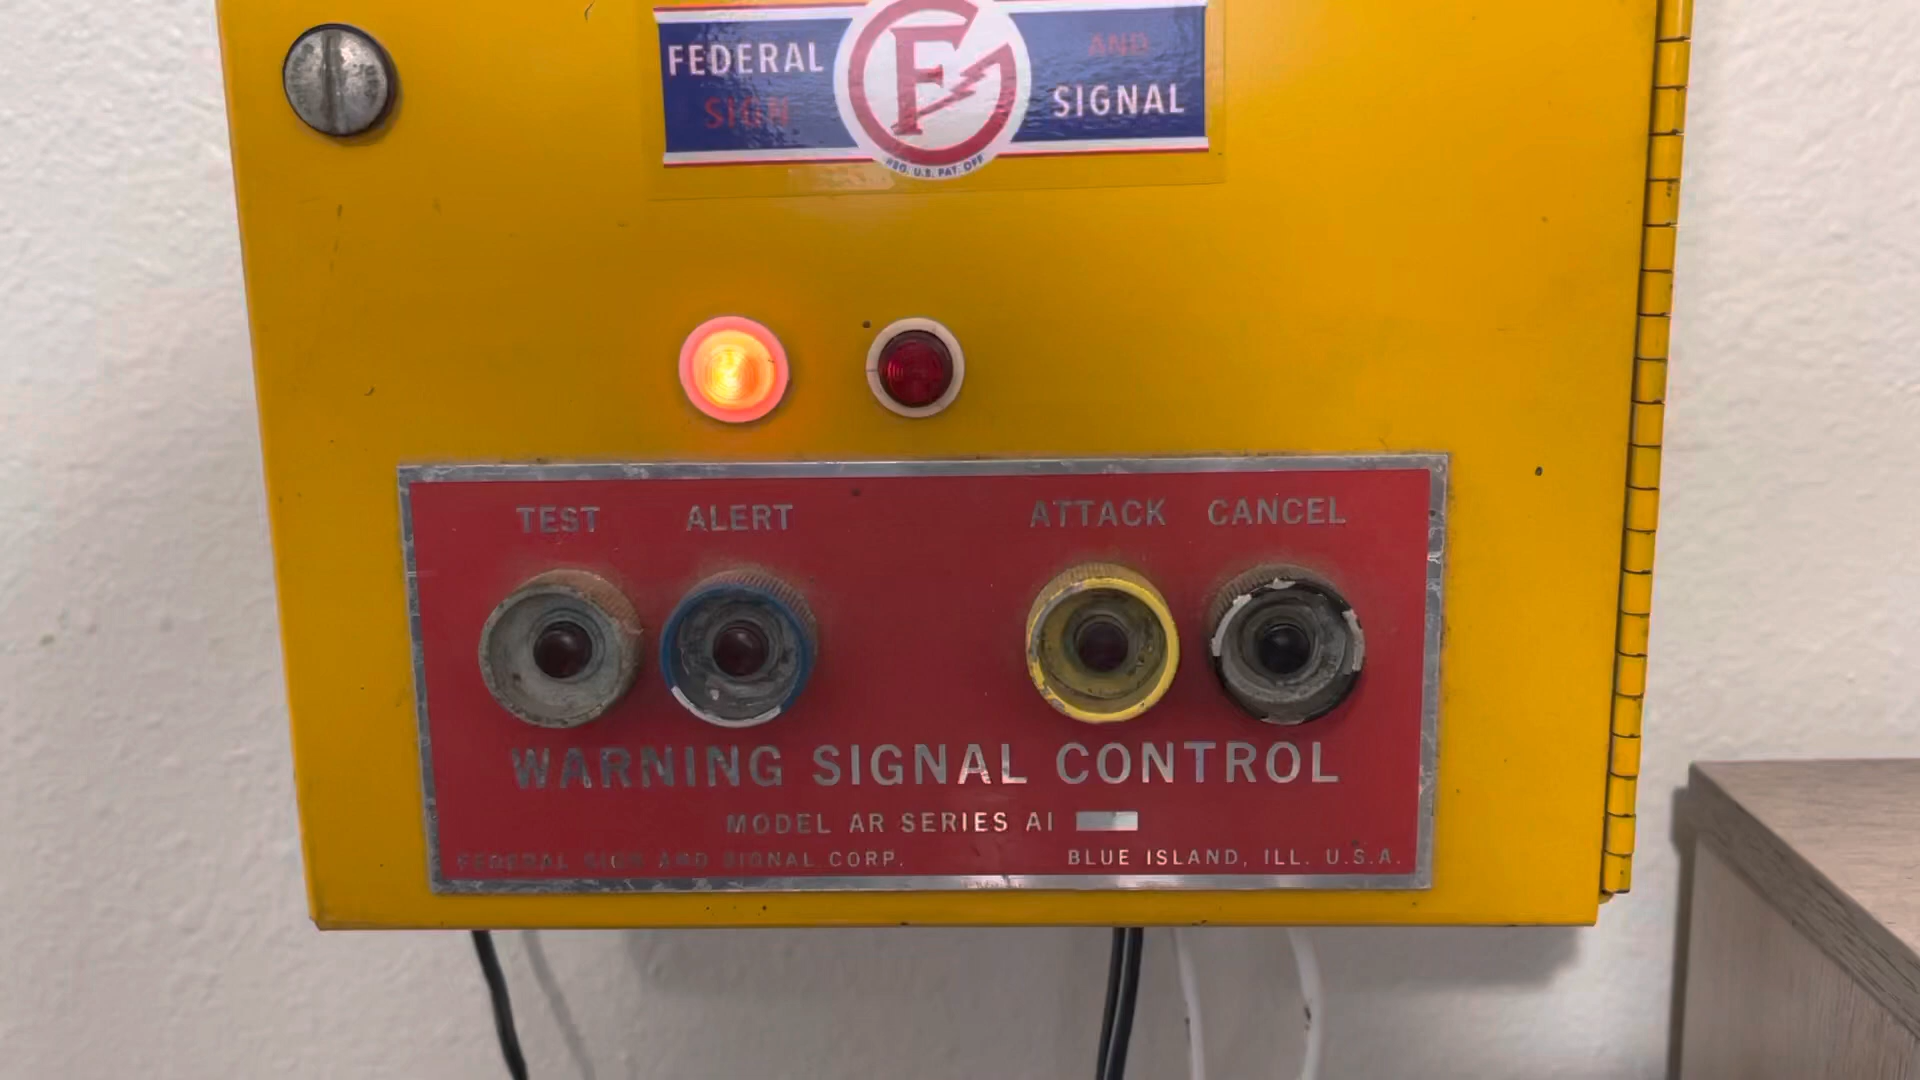 FEDERAL SIGN AND SIGNAL
F
REG. U.S. PAT. OFF
TEST ALERT ATTACK CANCEL
WARNING SIGNAL CONTROL
MODEL AR SERIES A1
FEDERAL SIGN AND SIGNAL CORP. BLUE ISLAND, ILL. U.S.A.